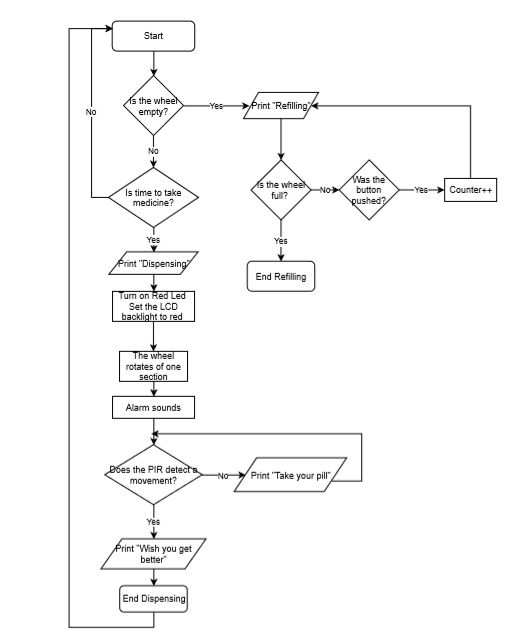 Start
Is the wheel
empty?
Yes
Print "Refilling"
No
No
Is time to take
medicine?
Is the wheel
full?
No
Was the
button
pushed?
Yes
Counter++
Yes
Yes
Print "Dispensing"
End Refilling
Turn on Red Led
Set the LCD
backlight to red
The wheel
rotates of one
section
Alarm sounds
Does the PIR detect a
movement?
No
Print "Take your pill"
Yes
Print "Wish you get
better"
End Dispensing